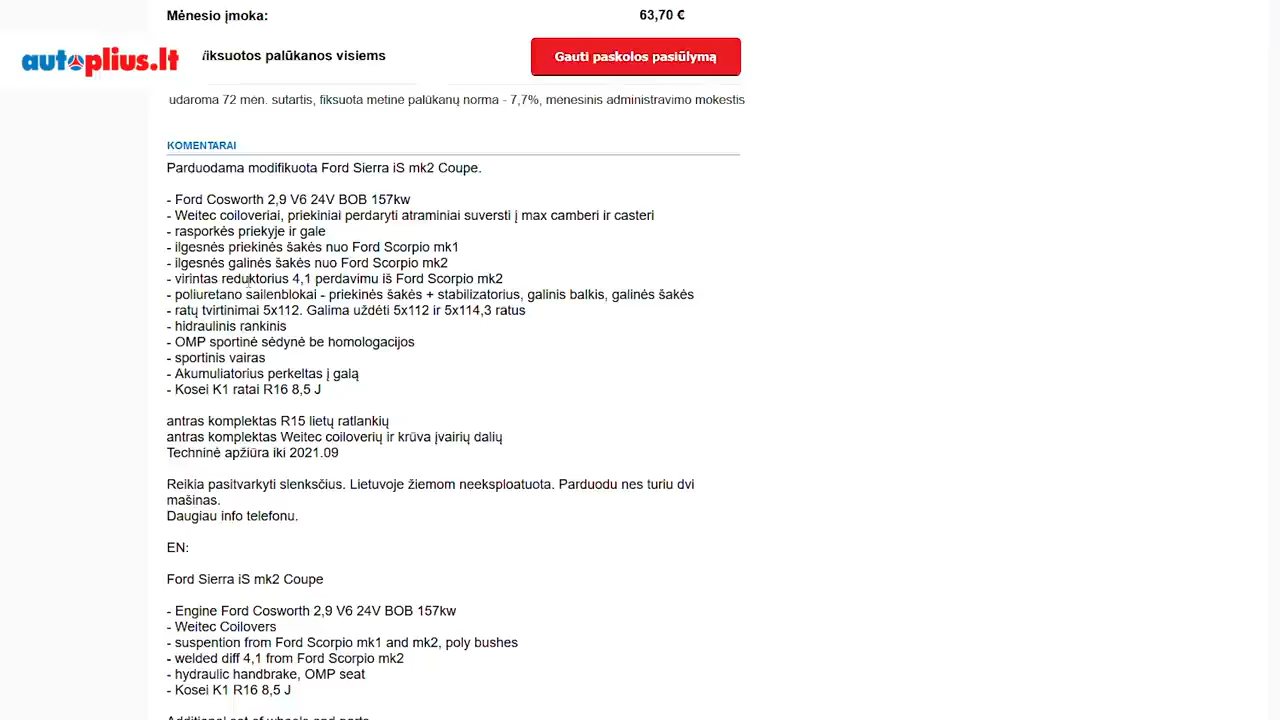 Mėnesio įmoka:
63,70 €
autoplius.lt
fiksuotos palūkanos visiems
Gauti paskolos pasiūlymą
udaroma 72 mėn. sutartis, fiksuota metinė palūkanų norma - 7,7%, mėnesinis administravimo mokestis
KOMENTARAI
Parduodama modifikuota Ford Sierra iS mk2 Coupe.
- Ford Cosworth 2,9 V6 24V BOB 157kw
- Weitec coiloveriai, priekiniai perdaryti atraminiai suversti į max camberi ir casteri
- rasporkės priekyje ir gale
- ilgesnės priekinės šakės nuo Ford Scorpio mk1
- ilgesnės galinės šakės nuo Ford Scorpio mk2
- virintas reduktorius 4,1 perdavimu iš Ford Scorpio mk2
- poliuretano sailenblokai - priekinės šakės + stabilizatorius, galinis balkis, galinės šakės
- ratų tvirtinimai 5x112. Galima uždėti 5x112 ir 5x114,3 ratus
- hidraulinis rankinis
- OMP sportinė sėdynė be homologacijos
- sportinis vairas
- Akumuliatorius perkeltas į galą
- Kosei K1 ratai R16 8,5 J
antras komplektas R15 lietų ratlankių
antras komplektas Weitec coiloverių ir krūva įvairių dalių
Techninė apžiūra iki 2021.09
Reikia pasitvarkyti slenksčius. Lietuvoje žiemom neeksploatuota. Parduodu nes turiu dvi
mašinas.
Daugiau info telefonu.
EN:
Ford Sierra iS mk2 Coupe
- Engine Ford Cosworth 2,9 V6 24V BOB 157kw
- Weitec Coilovers
- suspention from Ford Scorpio mk1 and mk2, poly bushes
- welded diff 4,1 from Ford Scorpio mk2
- hydraulic handbrake, OMP seat
- Kosei K1 R16 8,5 J
Additional set of wheels and parts